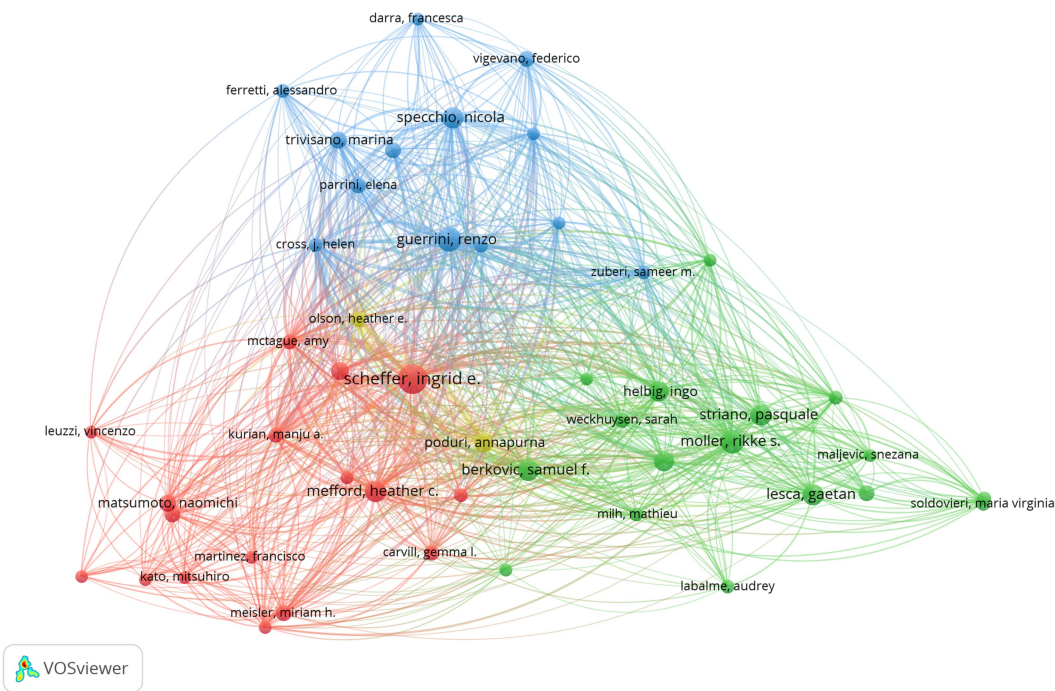 darra, francesca
vigevano, federico
ferretti, alessandro
specchio, nicola
trivisano, marina
parrini, elena
guerrini, renzo
cross, j. helen
zuberi, sameer m.
olson, heather e.
mctague, amy
scheffer, ingrid e.
helbig, ingo
striano, pasquale
weckhuysen, sarah
leuzzi, vincenzo
kurian, manju a.
poduri, annapurna
moller, rikke s.
maljevic, snezana
berkovic, samuel f.
mefford, heather c.
lesca, gaetan
matsumoto, naomichi
soldovieri, maria virginia
milh, mathieu
martinez, francisco
carvill, gemma l.
kato, mitsuhiro
labalme, audrey
meisler, miriam h.
VOSviewer